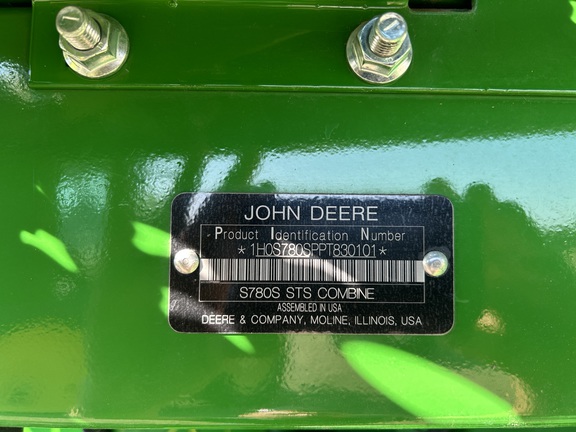 JOHN DEERE
Product Identification Number
*1H0S780SPPT830101*
S780S STS COMBINE
ASSEMBLED IN USA
DEERE & COMPANY, MOLINE, ILLINOIS, USA